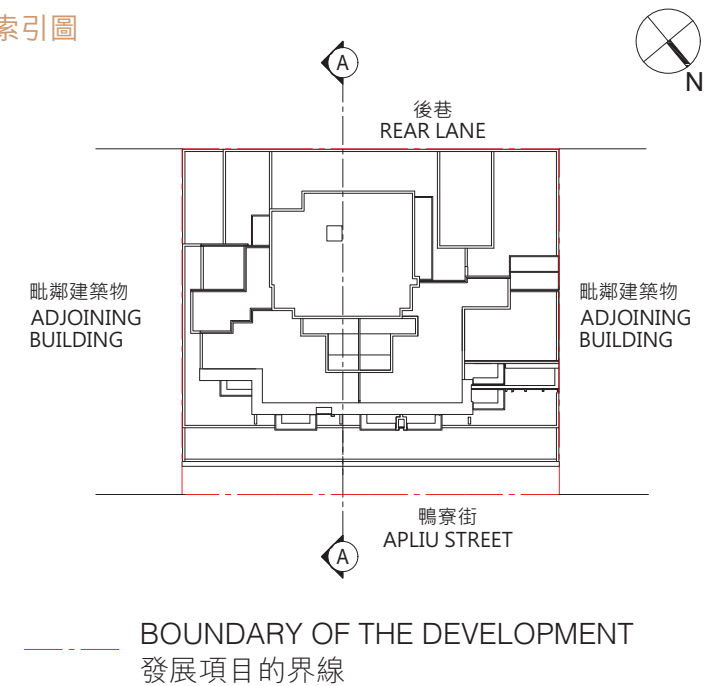 索引圖
N
A
後巷
REAR LANE
毗鄰建築物
ADJOINING
BUILDING
毗鄰建築物
ADJOINING
BUILDING
鴨寮街
APLIU STREET
A
BOUNDARY OF THE DEVELOPMENT
發展項目的界線